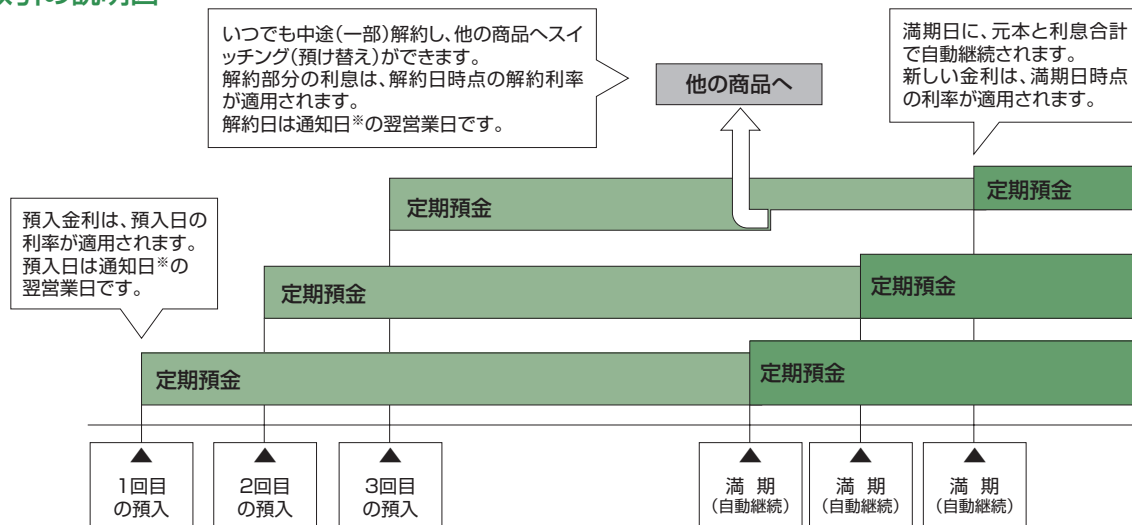 いつでも中途(一部)解約し、他の商品へスイ
ッチング(預け替え)ができます。
解約部分の利息は、解約日時点の解約利率
が適用されます。
解約日は通知日※の翌営業日です。
他の商品へ
満期日に、元本と利息合計
で自動継続されます。
新しい金利は、満期日時点
の利率が適用されます。
定期預金
定期預金
預入金利は、預入日の
利率が適用されます。
預入日は通知日※の
翌営業日です。
定期預金
定期預金
定期預金
定期預金
1回目
の預入
2回目
の預入
3回目
の預入
満 期
(自動継続)
満 期
(自動継続)
満 期
(自動継続)